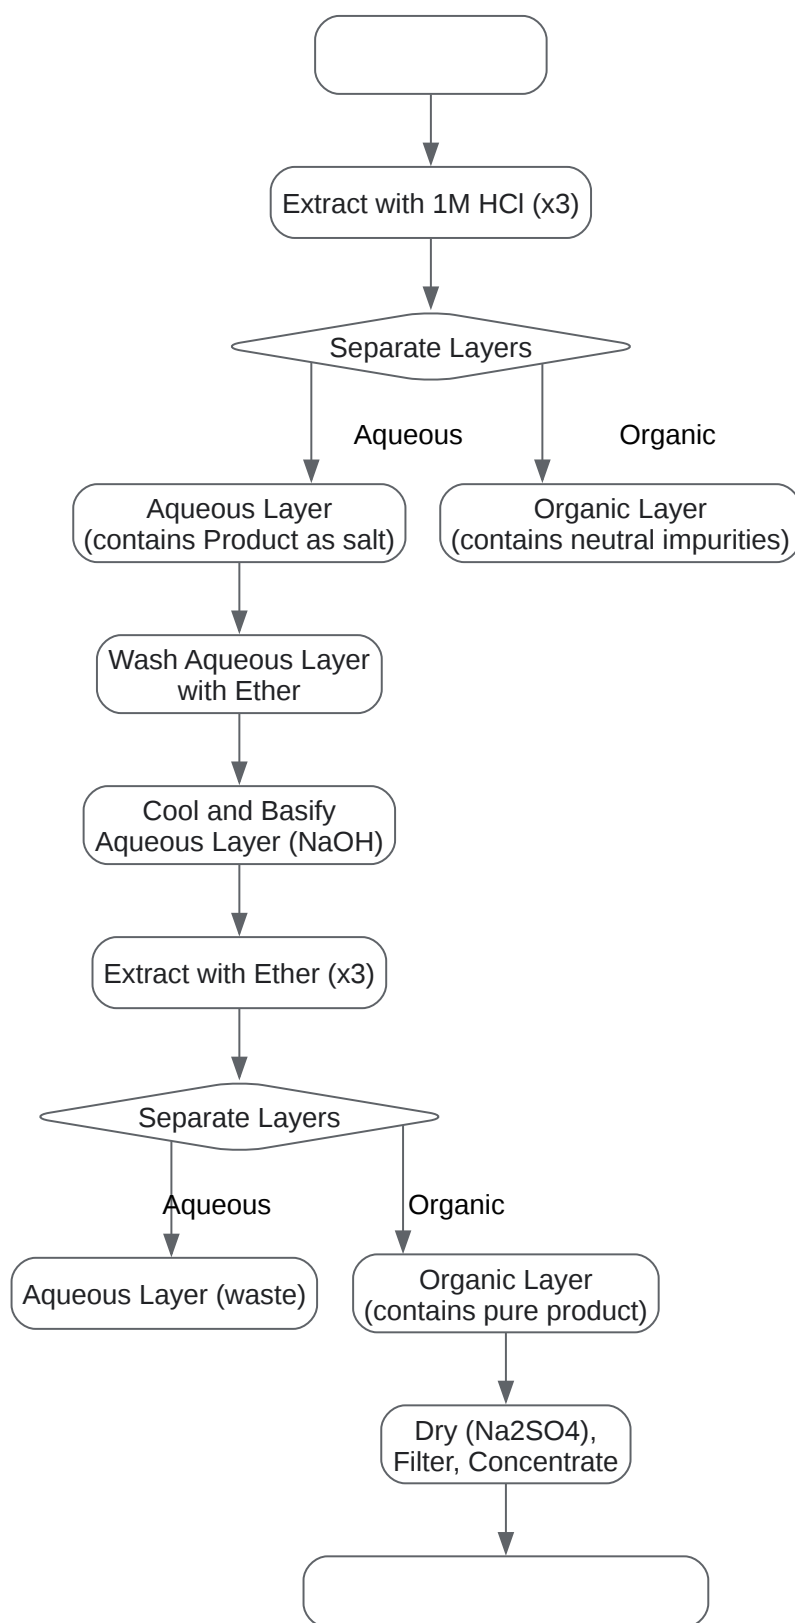 Extract with 1M HCl (x3)
Separate Layers
Aqueous
Organic
Aqueous Layer
(contains Product as salt)
Organic Layer
(contains neutral impurities)
Wash Aqueous Layer
with Ether
Cool and Basify
Aqueous Layer (NaOH)
Extract with Ether (x3)
Separate Layers
Aqueous
Organic
Aqueous Layer (waste)
Organic Layer
(contains pure product)
Dry (Na2SO4),
Filter, Concentrate